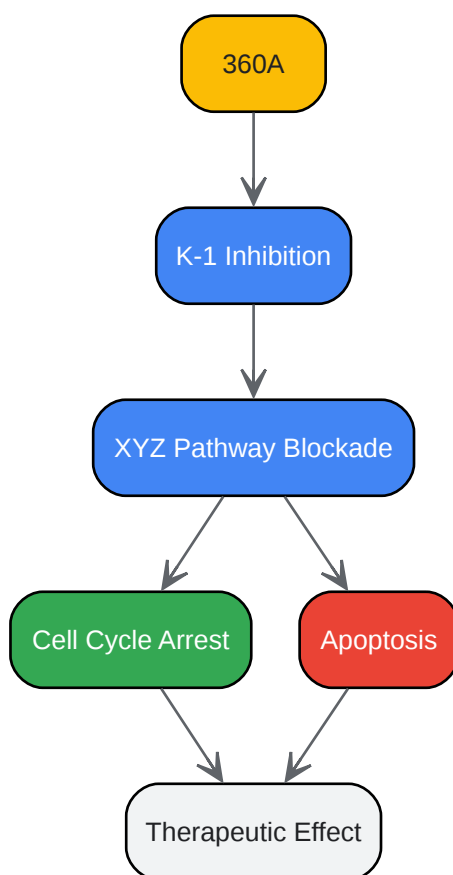 360A
K-1 Inhibition
XYZ Pathway Blockade
Cell Cycle Arrest
Apoptosis
Therapeutic Effect